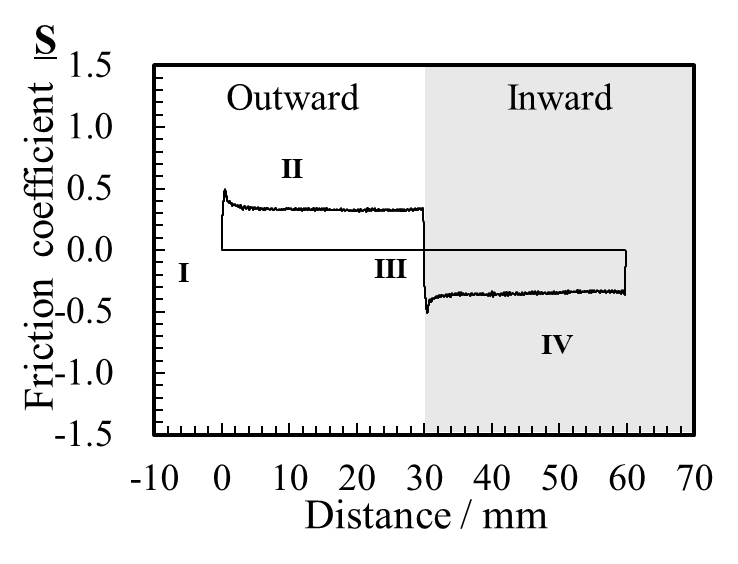 Friction coefficient |S
1.5
Outward
Inward
1.0
II
0.5
0.0
I
III
-0.5
IV
-1.0
-1.5
-10 0 10 20 30 40 50 60 70
Distance / mm